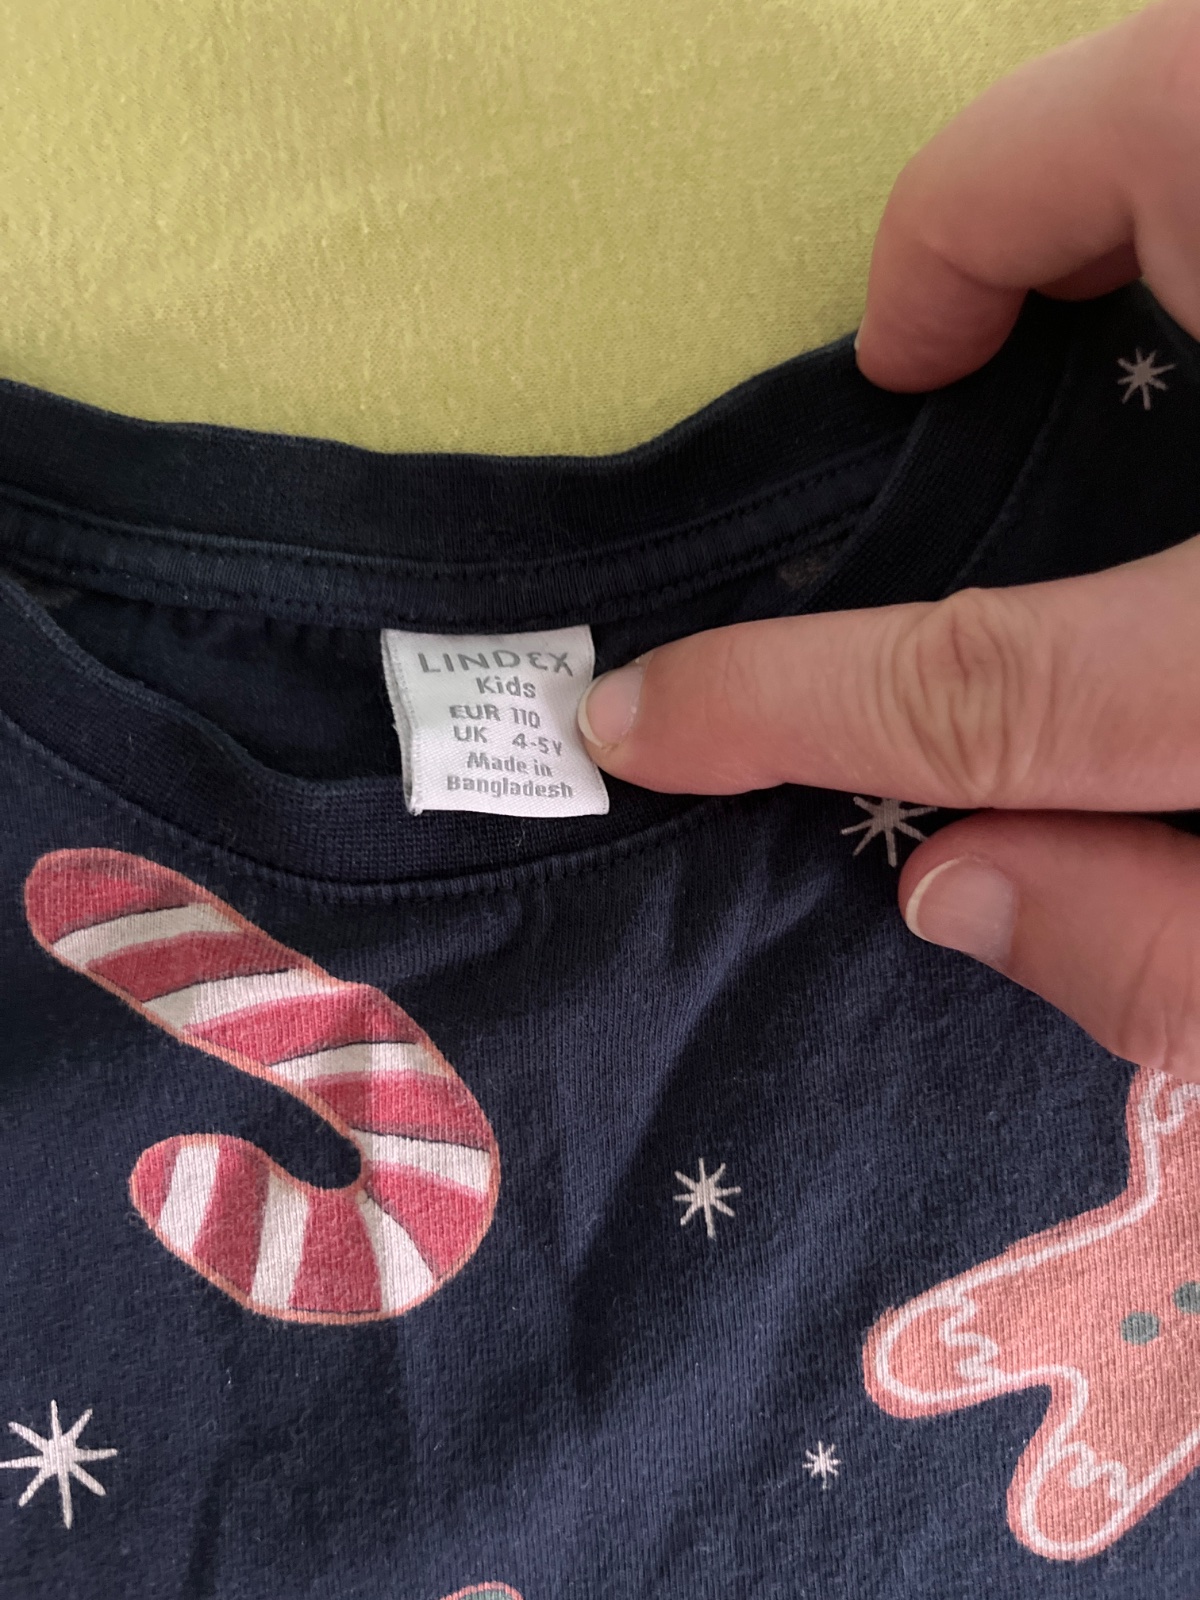 LINDEX
Kids
EUR 110
UK 4-5Y
Made in
Bangladesh